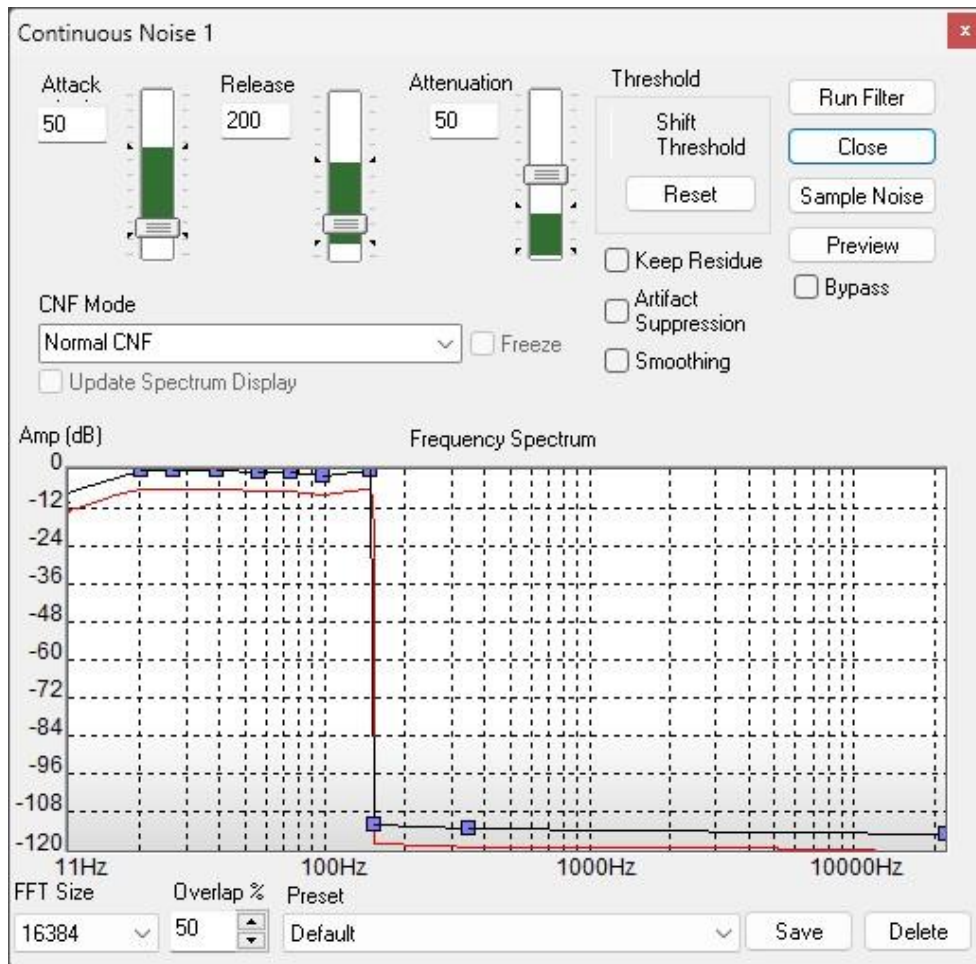 Continuous Noise 1
x
Attack
50
Release
200
Attenuation
50
Threshold
Shift
Threshold
Reset
Run Filter
Close
Sample Noise
Preview
Bypass
Keep Residue
Artifact
Suppression
Smoothing
CNF Mode
Normal CNF
Freeze
Update Spectrum Display
Amp (dB)
Frequency Spectrum
0
-12
-24
-36
-48
-60
-72
-84
-96
-108
-120
11Hz
100Hz
1000Hz
10000Hz
FFT Size
16384
Overlap %
50
Preset
Default
Save
Delete